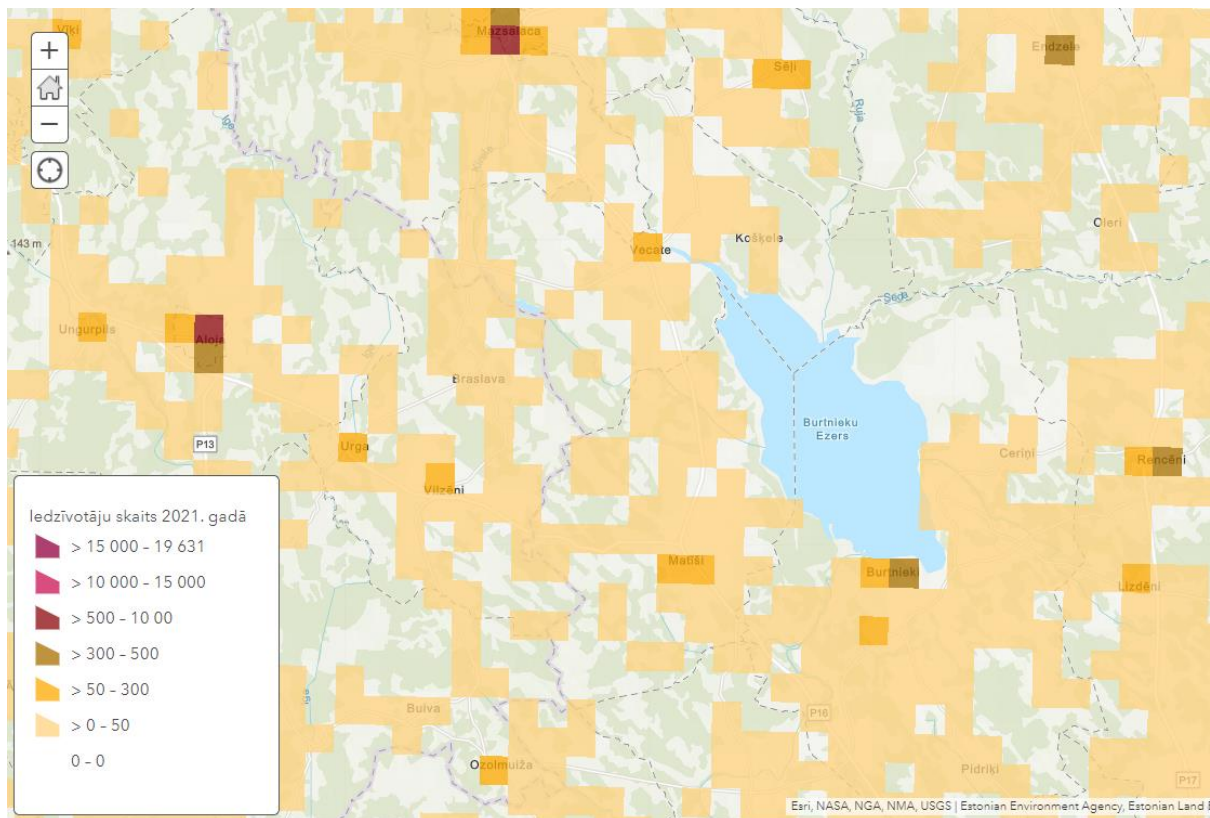 Vīķi
Mazsalaca
Endzele
Sēļi
+
−
Ruja
Iģe
Oleri
143 m
Vecate
Košķele
Seda
Ungurpils
Aloja
Braslava
Burtnieku
Ezers
P13
Urga
Ceriņi
Rencēni
Vilzēni
Iedzīvotāju skaits 2021. gadā
> 15 000 – 19 631
> 10 000 – 15 000
> 500 – 10 00
> 300 – 500
> 50 – 300
> 0 – 50
0 – 0
Matīši
Burtnieki
Lizdēni
Buiva
P16
Ozolmuiža
Pidriķi
P17
Esri, NASA, NGA, NMA, USGS | Estonian Environment Agency, Estonian Land